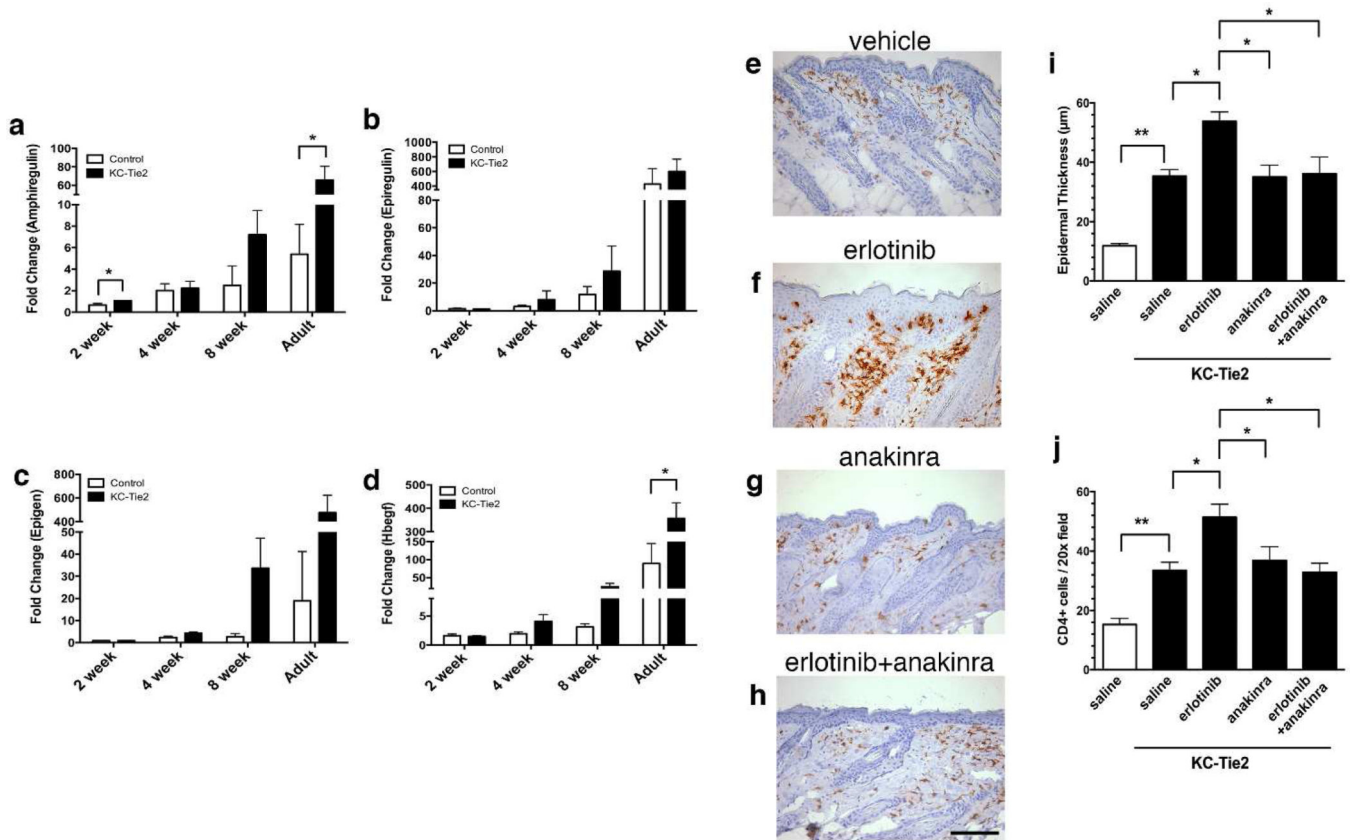 a
Fold Change (Amphiregulin)
100
80
60
10
8
6
4
2
0
Control
KC-Tie2
*
*
2 week
4 week
8 week
Adult
b
Fold Change (Epiregulin)
1000
800
600
400
80
60
40
20
0
Control
KC-Tie2
2 week
4 week
8 week
Adult
c
Fold Change (Epigen)
800
600
400
50
40
30
20
10
0
Control
KC-Tie2
2 week
4 week
8 week
Adult
d
Fold Change (Hbegf)
500
400
300
150
100
50
5
0
Control
KC-Tie2
*
2 week
4 week
8 week
Adult
vehicle
e
erlotinib
f
anakinra
g
erlotinib+anakinra
h
i
Epidermal Thickness (μm)
60
40
20
0
**
*
*
*
saline
saline
erlotinib
anakinra
erlotinib
+anakinra
KC-Tie2
j
CD4+ cells / 20x field
60
40
20
0
**
*
*
*
saline
saline
erlotinib
anakinra
erlotinib
+anakinra
KC-Tie2